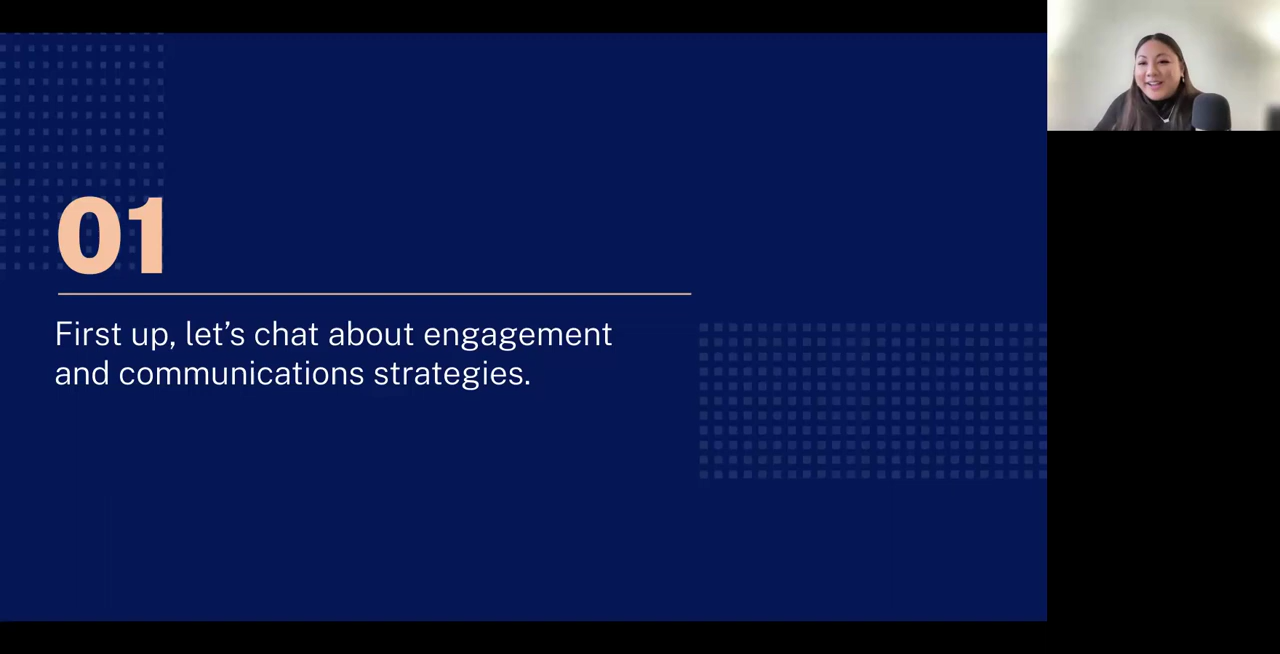 01
First up, let’s chat about engagement
and communications strategies.